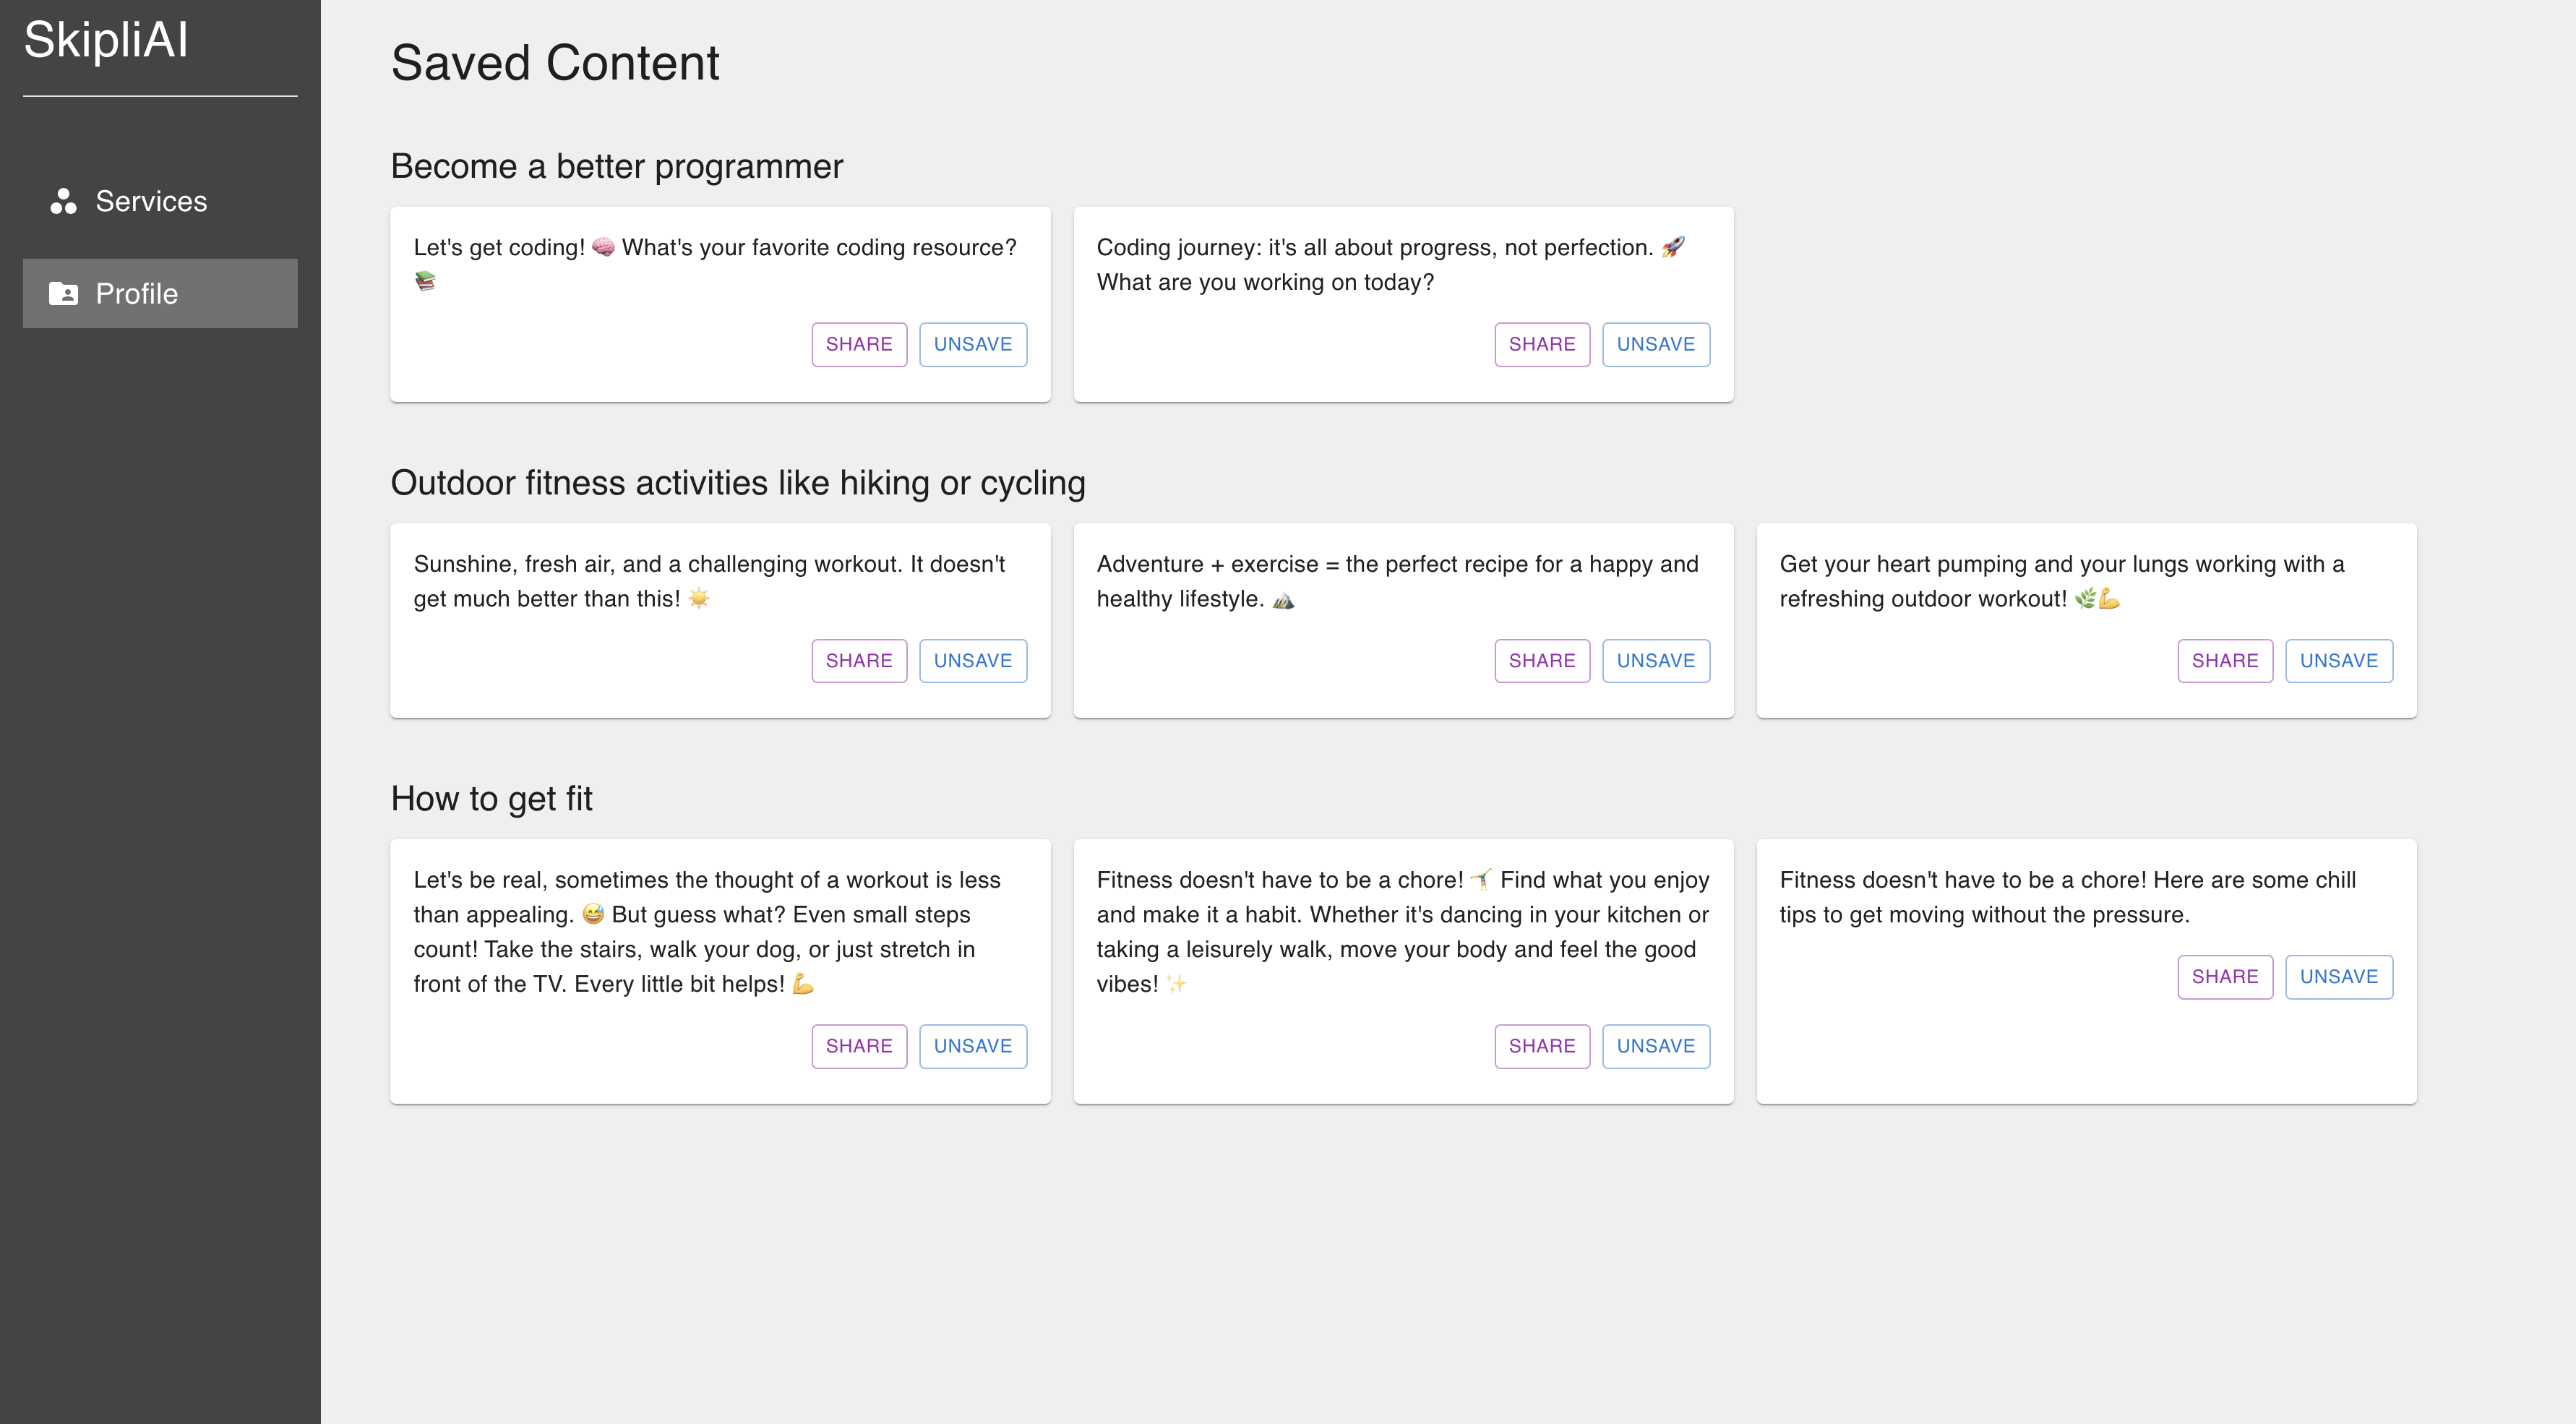 SkipliAI
Services
Profile
Saved Content
Become a better programmer
Let's get coding! 🧠 What's your favorite coding resource?
📚
SHARE UNSAVE
Coding journey: it's all about progress, not perfection. 🚀
What are you working on today?
SHARE UNSAVE
Outdoor fitness activities like hiking or cycling
Sunshine, fresh air, and a challenging workout. It doesn't
get much better than this! ☀️
SHARE UNSAVE
Adventure + exercise = the perfect recipe for a happy and
healthy lifestyle. ⛰️
SHARE UNSAVE
Get your heart pumping and your lungs working with a
refreshing outdoor workout! 🌿💪
SHARE UNSAVE
How to get fit
Let's be real, sometimes the thought of a workout is less
than appealing. 😅 But guess what? Even small steps
count! Take the stairs, walk your dog, or just stretch in
front of the TV. Every little bit helps! 💪
SHARE UNSAVE
Fitness doesn't have to be a chore! 🤸 Find what you enjoy
and make it a habit. Whether it's dancing in your kitchen or
taking a leisurely walk, move your body and feel the good
vibes! ✨
SHARE UNSAVE
Fitness doesn't have to be a chore! Here are some chill
tips to get moving without the pressure.
SHARE UNSAVE